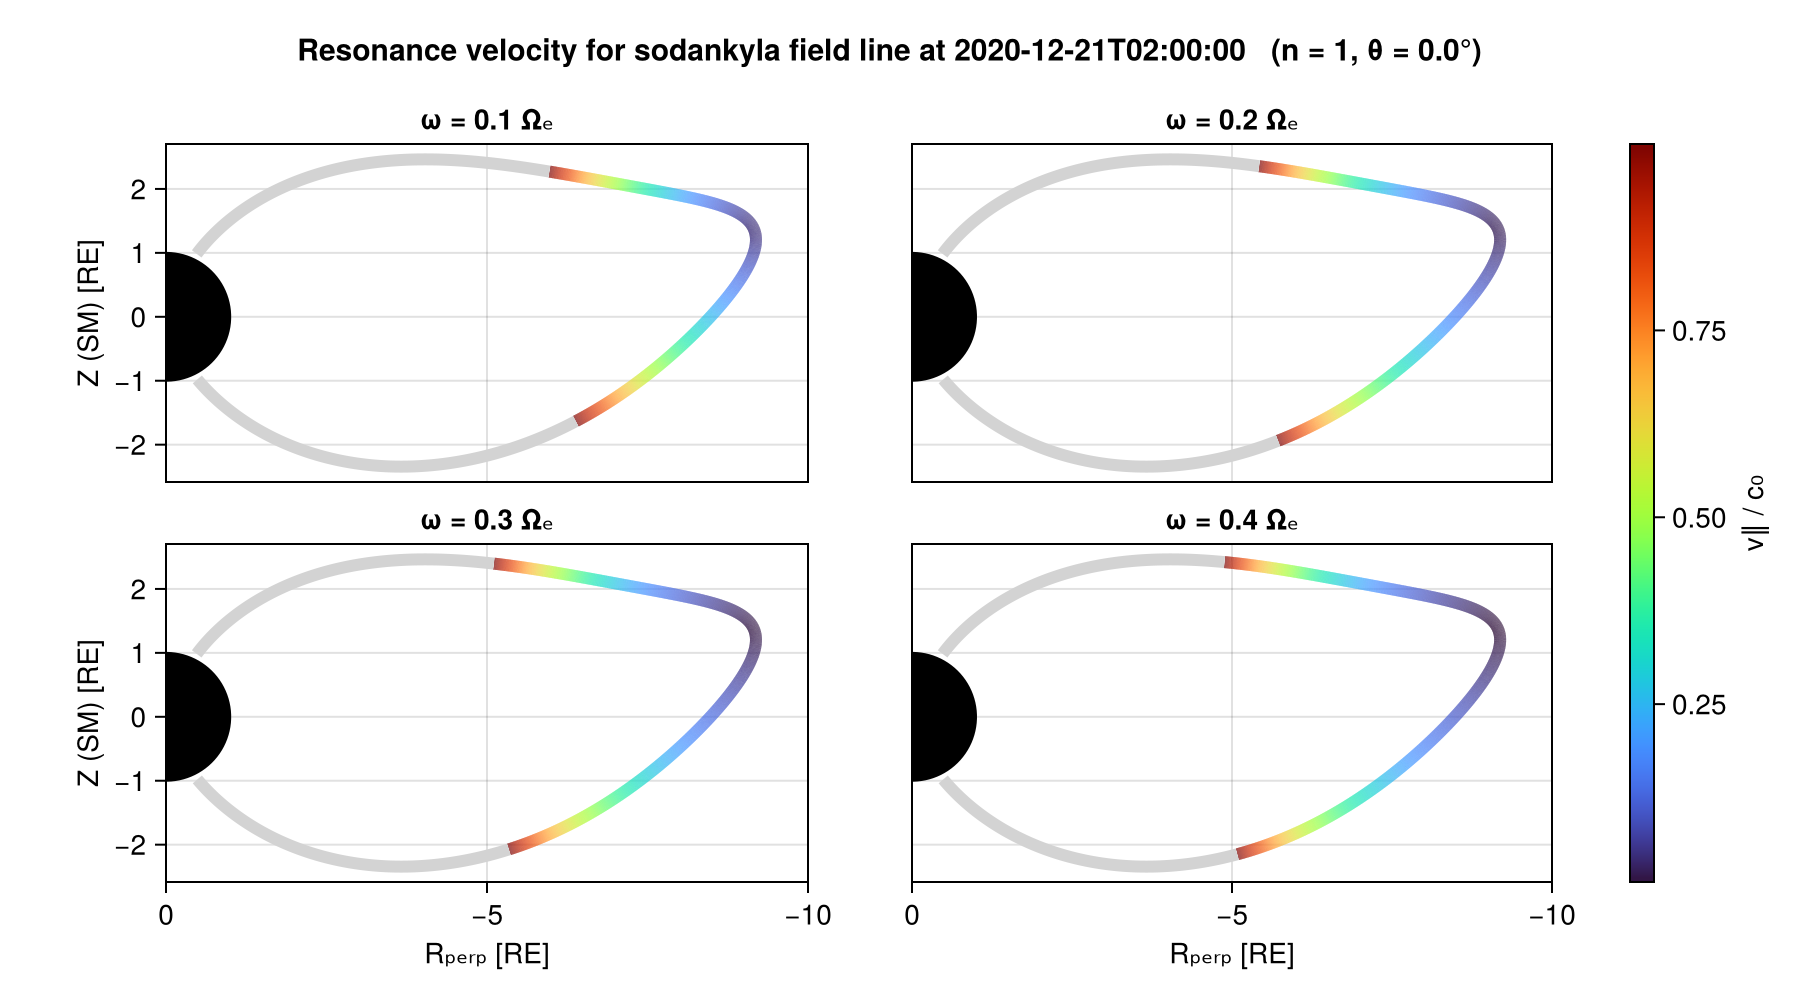 Resonance velocity for sodankyla field line at 2020-12-21T02:00:00 (n = 1, θ = 0.0°)
ω = 0.1 Ωₑ
ω = 0.2 Ωₑ
2
1
0
−1
−2
Z (SM) [RE]
0.75
0.50
0.25
v∥ / c₀
ω = 0.3 Ωₑ
ω = 0.4 Ωₑ
2
1
0
−1
−2
Z (SM) [RE]
0 −5 −10
0 −5 −10
Rₚₑᵣₚ [RE]
Rₚₑᵣₚ [RE]